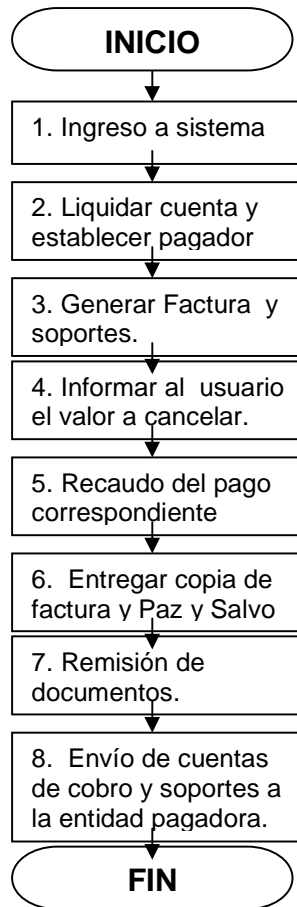 INICIO
1. Ingreso a sistema
2. Liquidar cuenta y
establecer pagador
3. Generar Factura y
soportes.
4. Informar al usuario
el valor a cancelar.
5. Recaudo del pago
correspondiente
6. Entregar copia de
factura y Paz y Salvo
7. Remisión de
documentos.
8. Envío de cuentas
de cobro y soportes a
la entidad pagadora.
FIN